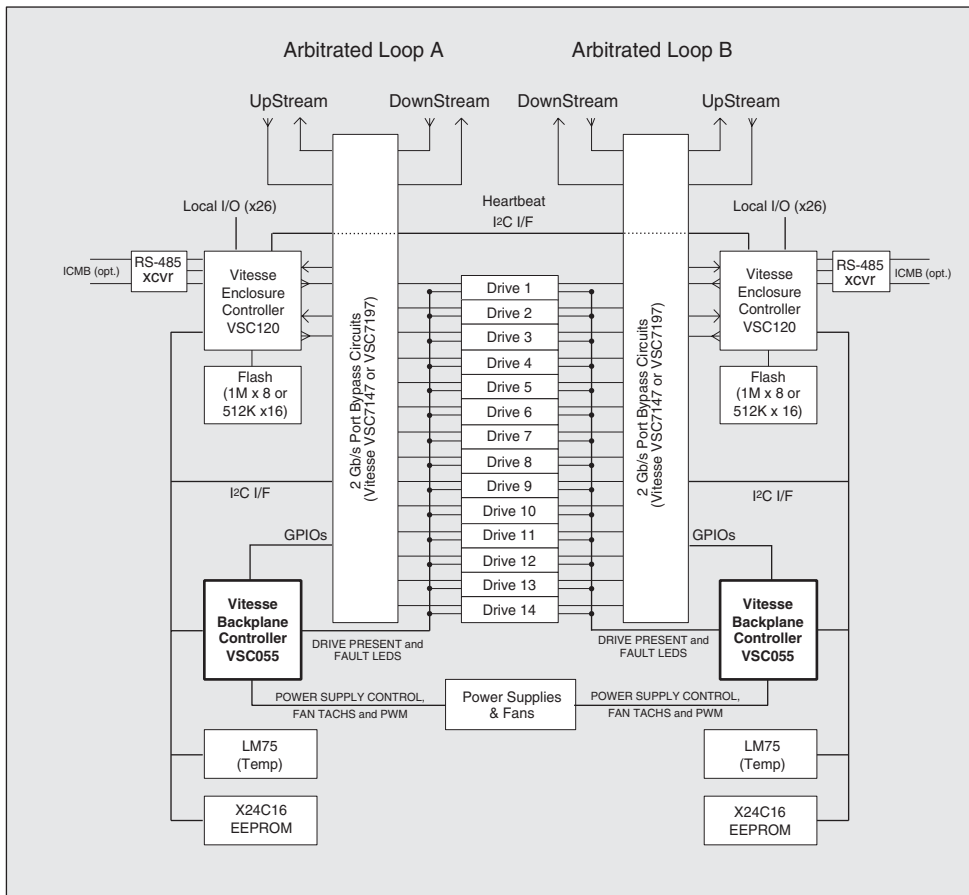 Arbitrated Loop A
Arbitrated Loop B
UpStream
DownStream
DownStream
UpStream
Heartbeat
I2C I/F
Local I/O (x26)
Local I/O (x26)
ICMB (opt.)
RS-485
xcvr
Vitesse
Enclosure
Controller
VSC120
Flash
(1M x 8 or
512K x16)
2 Gb/s Port Bypass Circuits
(Vitesse VSC7147 or VSC7197)
Drive 1
Drive 2
Drive 3
Drive 4
Drive 5
Drive 6
Drive 7
Drive 8
Drive 9
Drive 10
Drive 11
Drive 12
Drive 13
Drive 14
2 Gb/s Port Bypass Circuits
(Vitesse VSC7147 or VSC7197)
Vitesse
Enclosure
Controller
VSC120
RS-485
xcvr
ICMB (opt.)
Flash
(1M x 8 or
512K x 16)
I2C I/F
I2C I/F
GPIOs
GPIOs
Vitesse
Backplane
Controller
VSC055
DRIVE PRESENT and
FAULT LEDS
DRIVE PRESENT and
FAULT LEDS
Vitesse
Backplane
Controller
VSC055
POWER SUPPLY CONTROL,
FAN TACHS and PWM
Power Supplies
& Fans
POWER SUPPLY CONTROL,
FAN TACHS and PWM
LM75
(Temp)
LM75
(Temp)
X24C16
EEPROM
X24C16
EEPROM